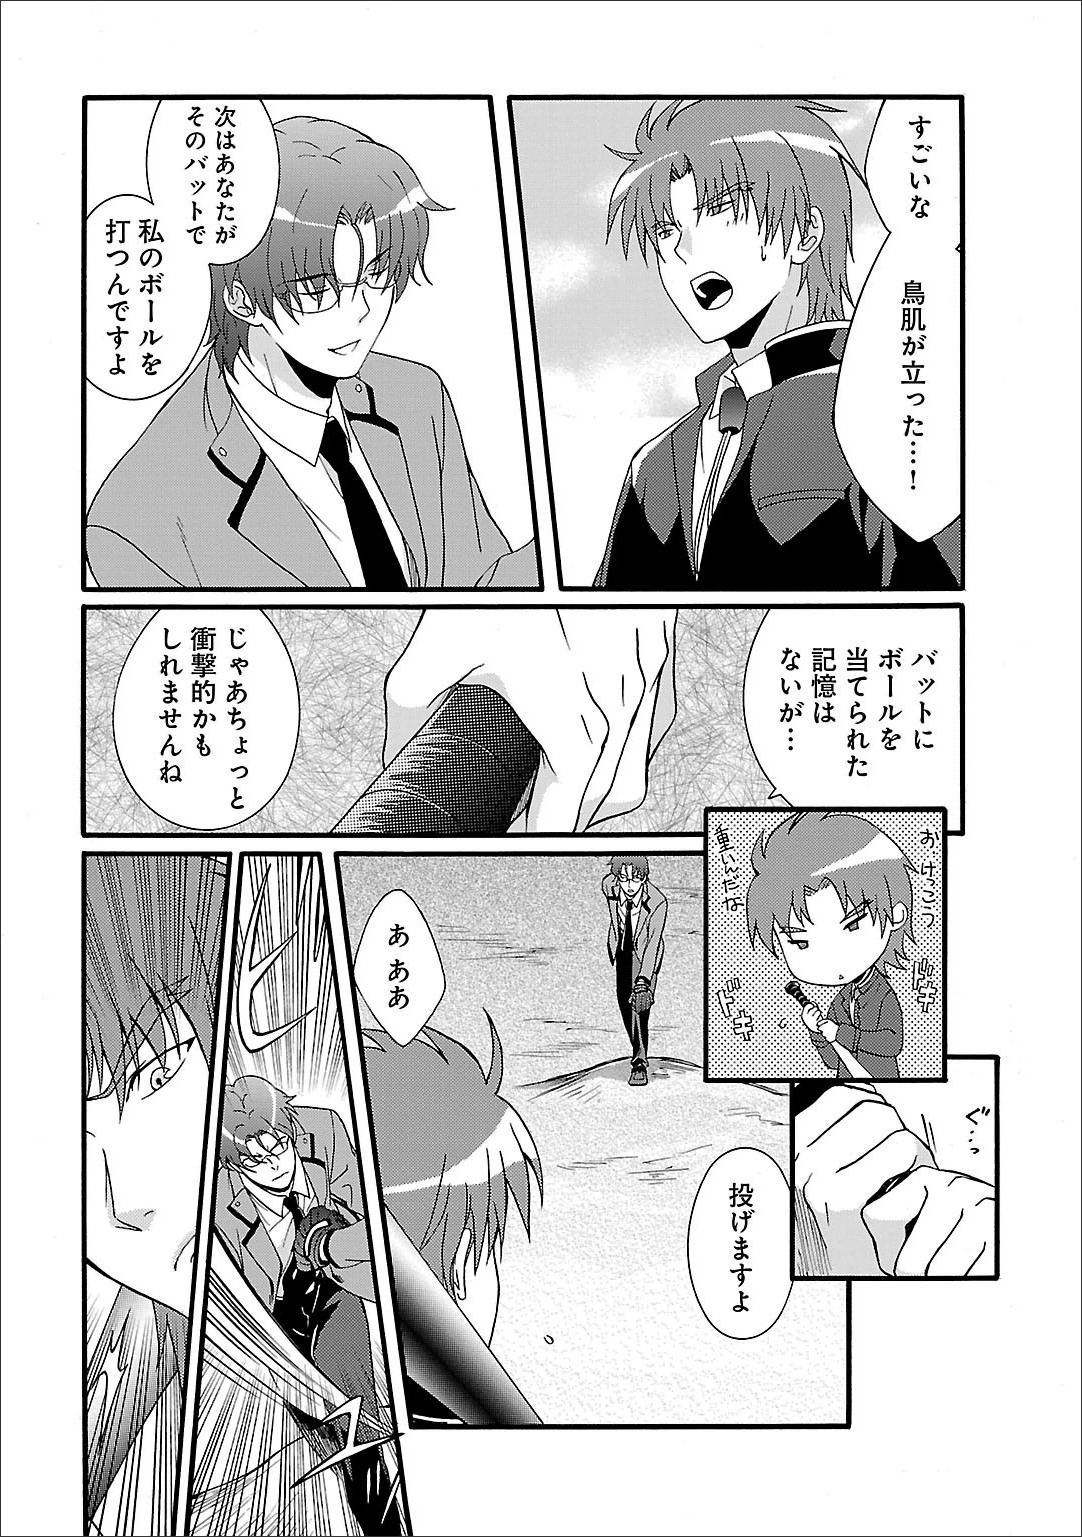 すごいな
鳥肌が立った…！
次はあなたが
そのバットで
私のボールを
打つんですよ
バットに
ボールを
当てられた
記憶は
ないが…
じゃあちょっと
衝撃的かも
しれませんね
お けっこう
重いんだな
ドキ
ドキ
ぐ…っ
投げますよ
ああ